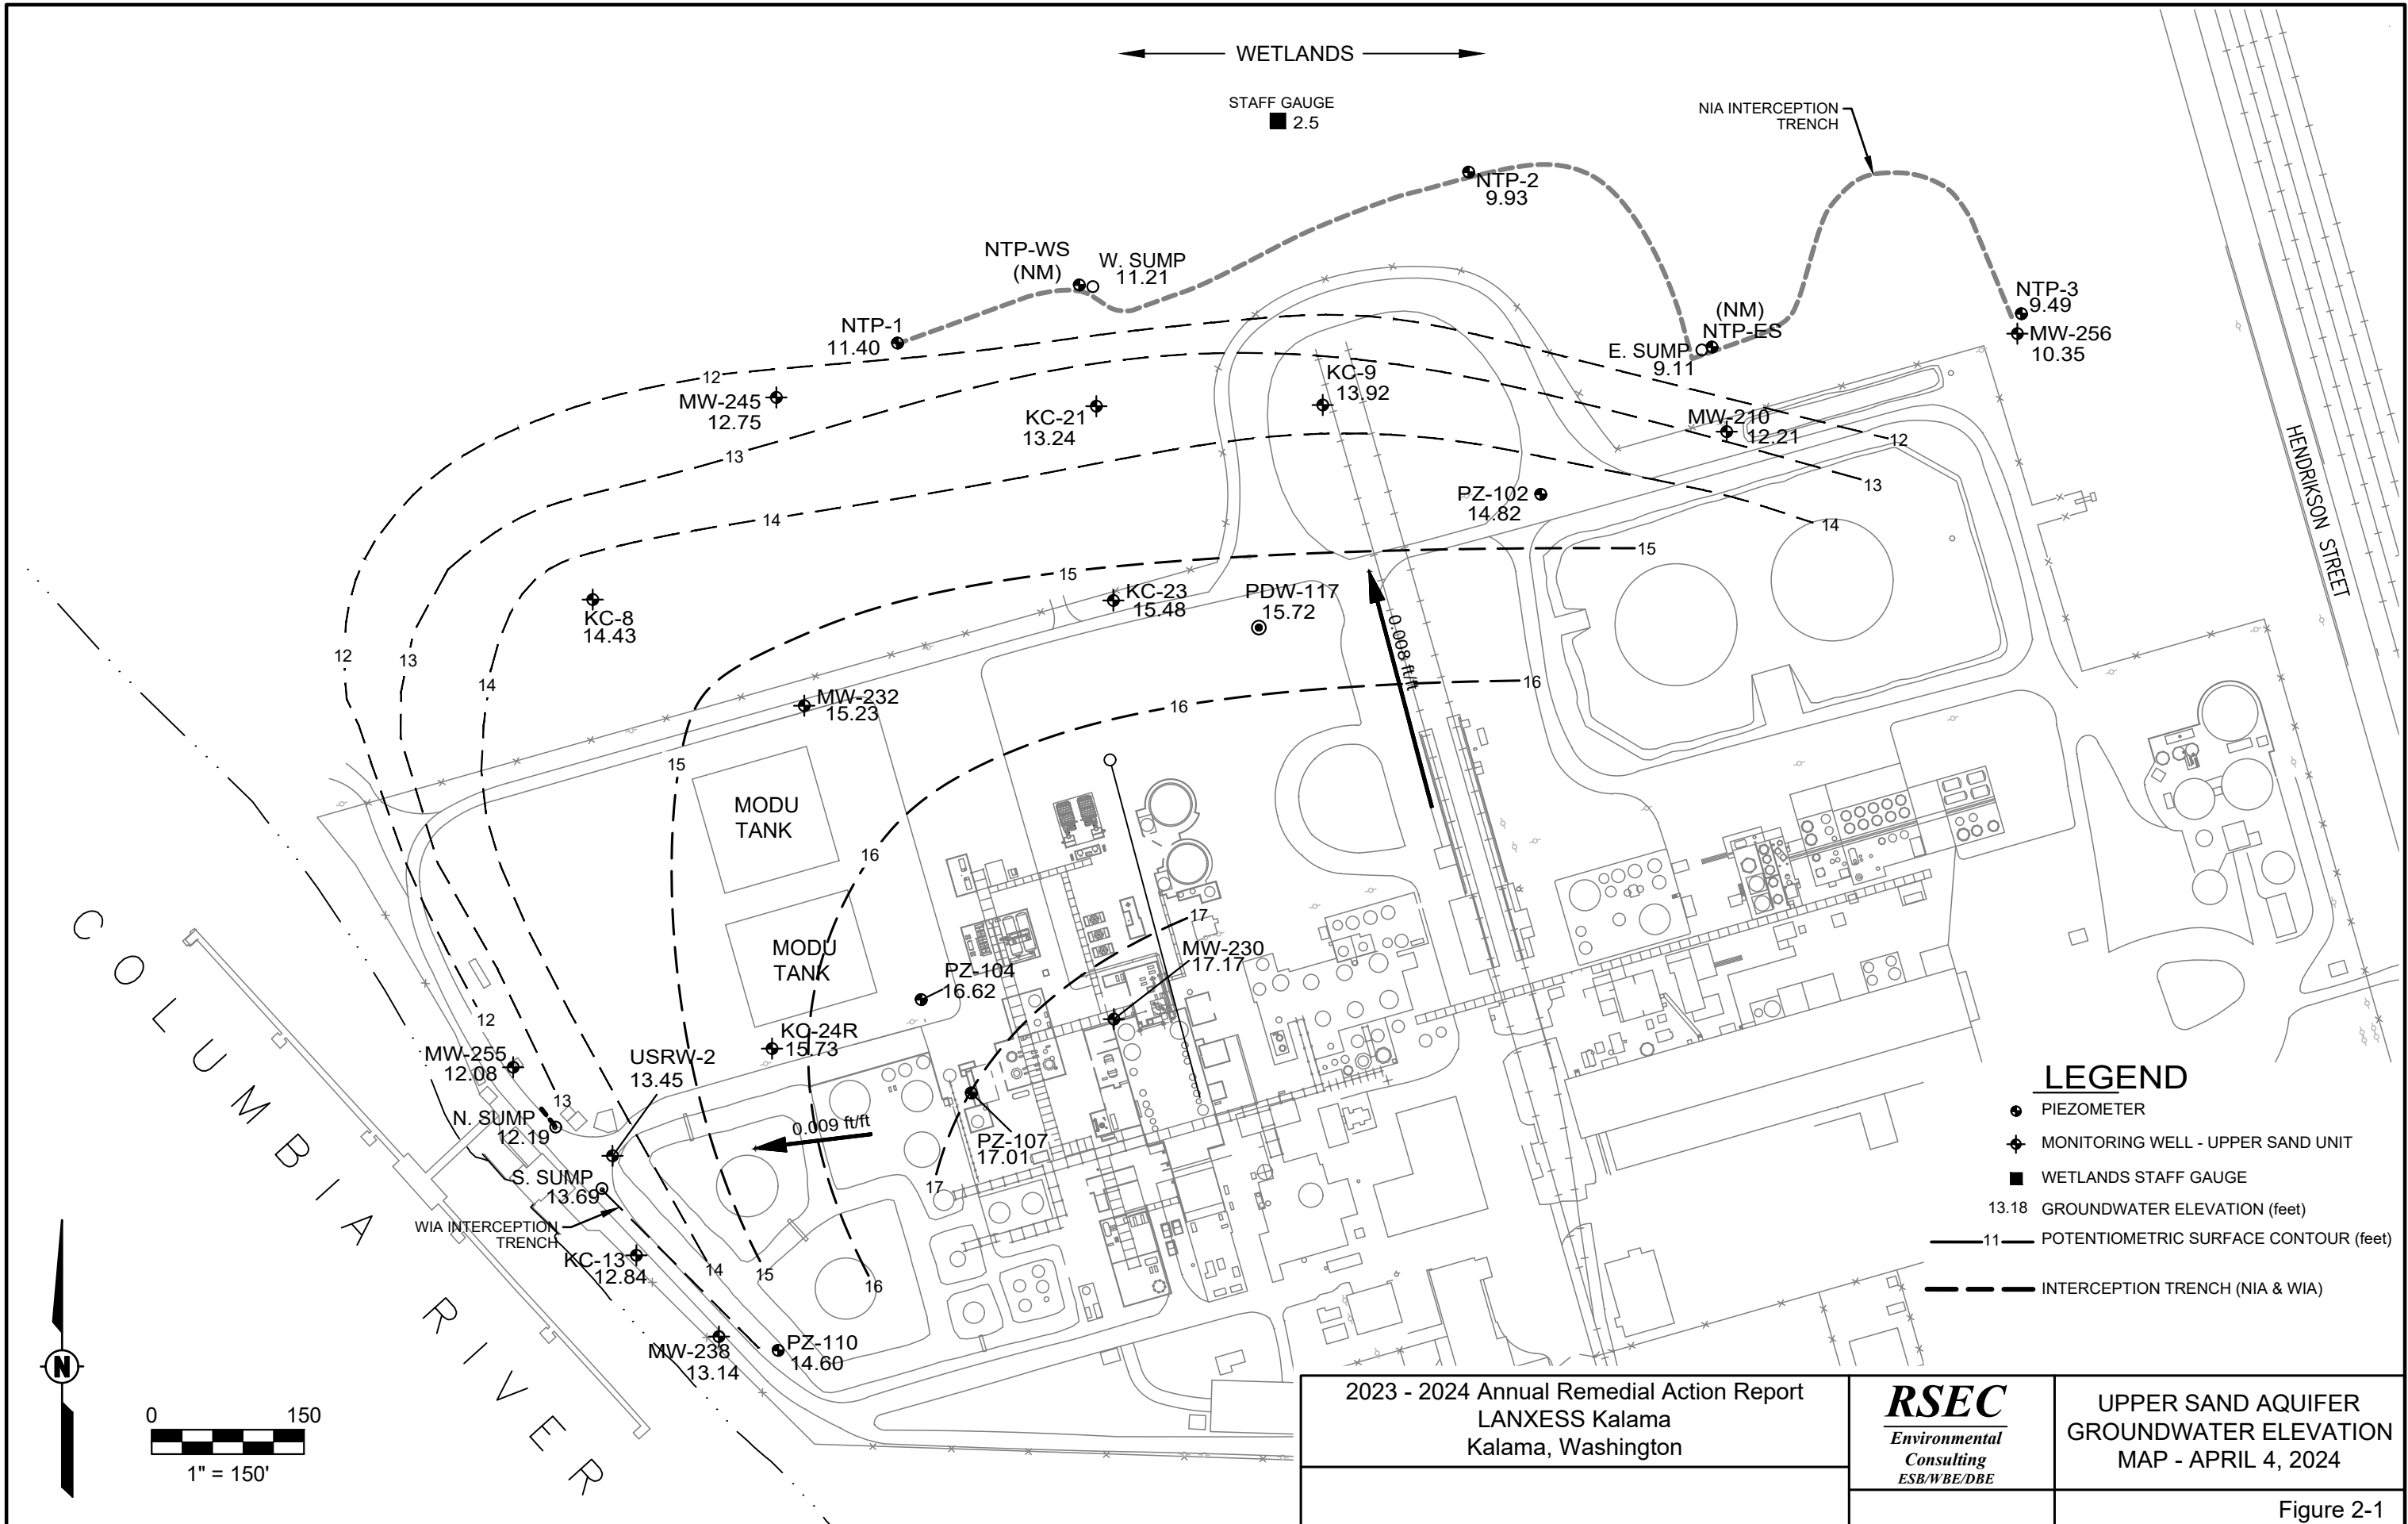 WETLANDS
STAFF GAUGE
2.5
NIA INTERCEPTION
TRENCH
NTP-2
9.93
NTP-WS
(NM)
W. SUMP
11.21
NTP-1
11.40
NTP-3
9.49
MW-256
10.35
(NM)
NTP-ES
E. SUMP
9.11
12
MW-245
12.75
KC-21
13.24
KC-9
13.92
MW-210
12.21
12
13
13
14
14
PZ-102
14.82
15
15
HENDRIKSON STREET
KC-8
14.43
KC-23
15.48
PDW-117
15.72
0.008 ft/ft
12
13
14
MW-232
15.23
16
16
15
MODU
TANK
16
MODU
TANK
17
MW-230
17.17
PZ-104
16.62
KC-24R
15.73
12
MW-255
12.08
USRW-2
13.45
13
N. SUMP
12.19
0.009 ft/ft
PZ-107
17.01
17
S. SUMP
13.69
WIA INTERCEPTION
TRENCH
KC-13
12.84
14
15
16
MW-238
13.14
PZ-110
14.60
COLUMBIA RIVER
N
0 150
1" = 150'
LEGEND
PIEZOMETER
MONITORING WELL - UPPER SAND UNIT
WETLANDS STAFF GAUGE
13.18 GROUNDWATER ELEVATION (feet)
11 POTENTIOMETRIC SURFACE CONTOUR (feet)
INTERCEPTION TRENCH (NIA & WIA)
2023 - 2024 Annual Remedial Action Report
LANXESS Kalama
Kalama, Washington
RSEC
Environmental
Consulting
ESB/WBE/DBE
UPPER SAND AQUIFER
GROUNDWATER ELEVATION
MAP - APRIL 4, 2024
Figure 2-1